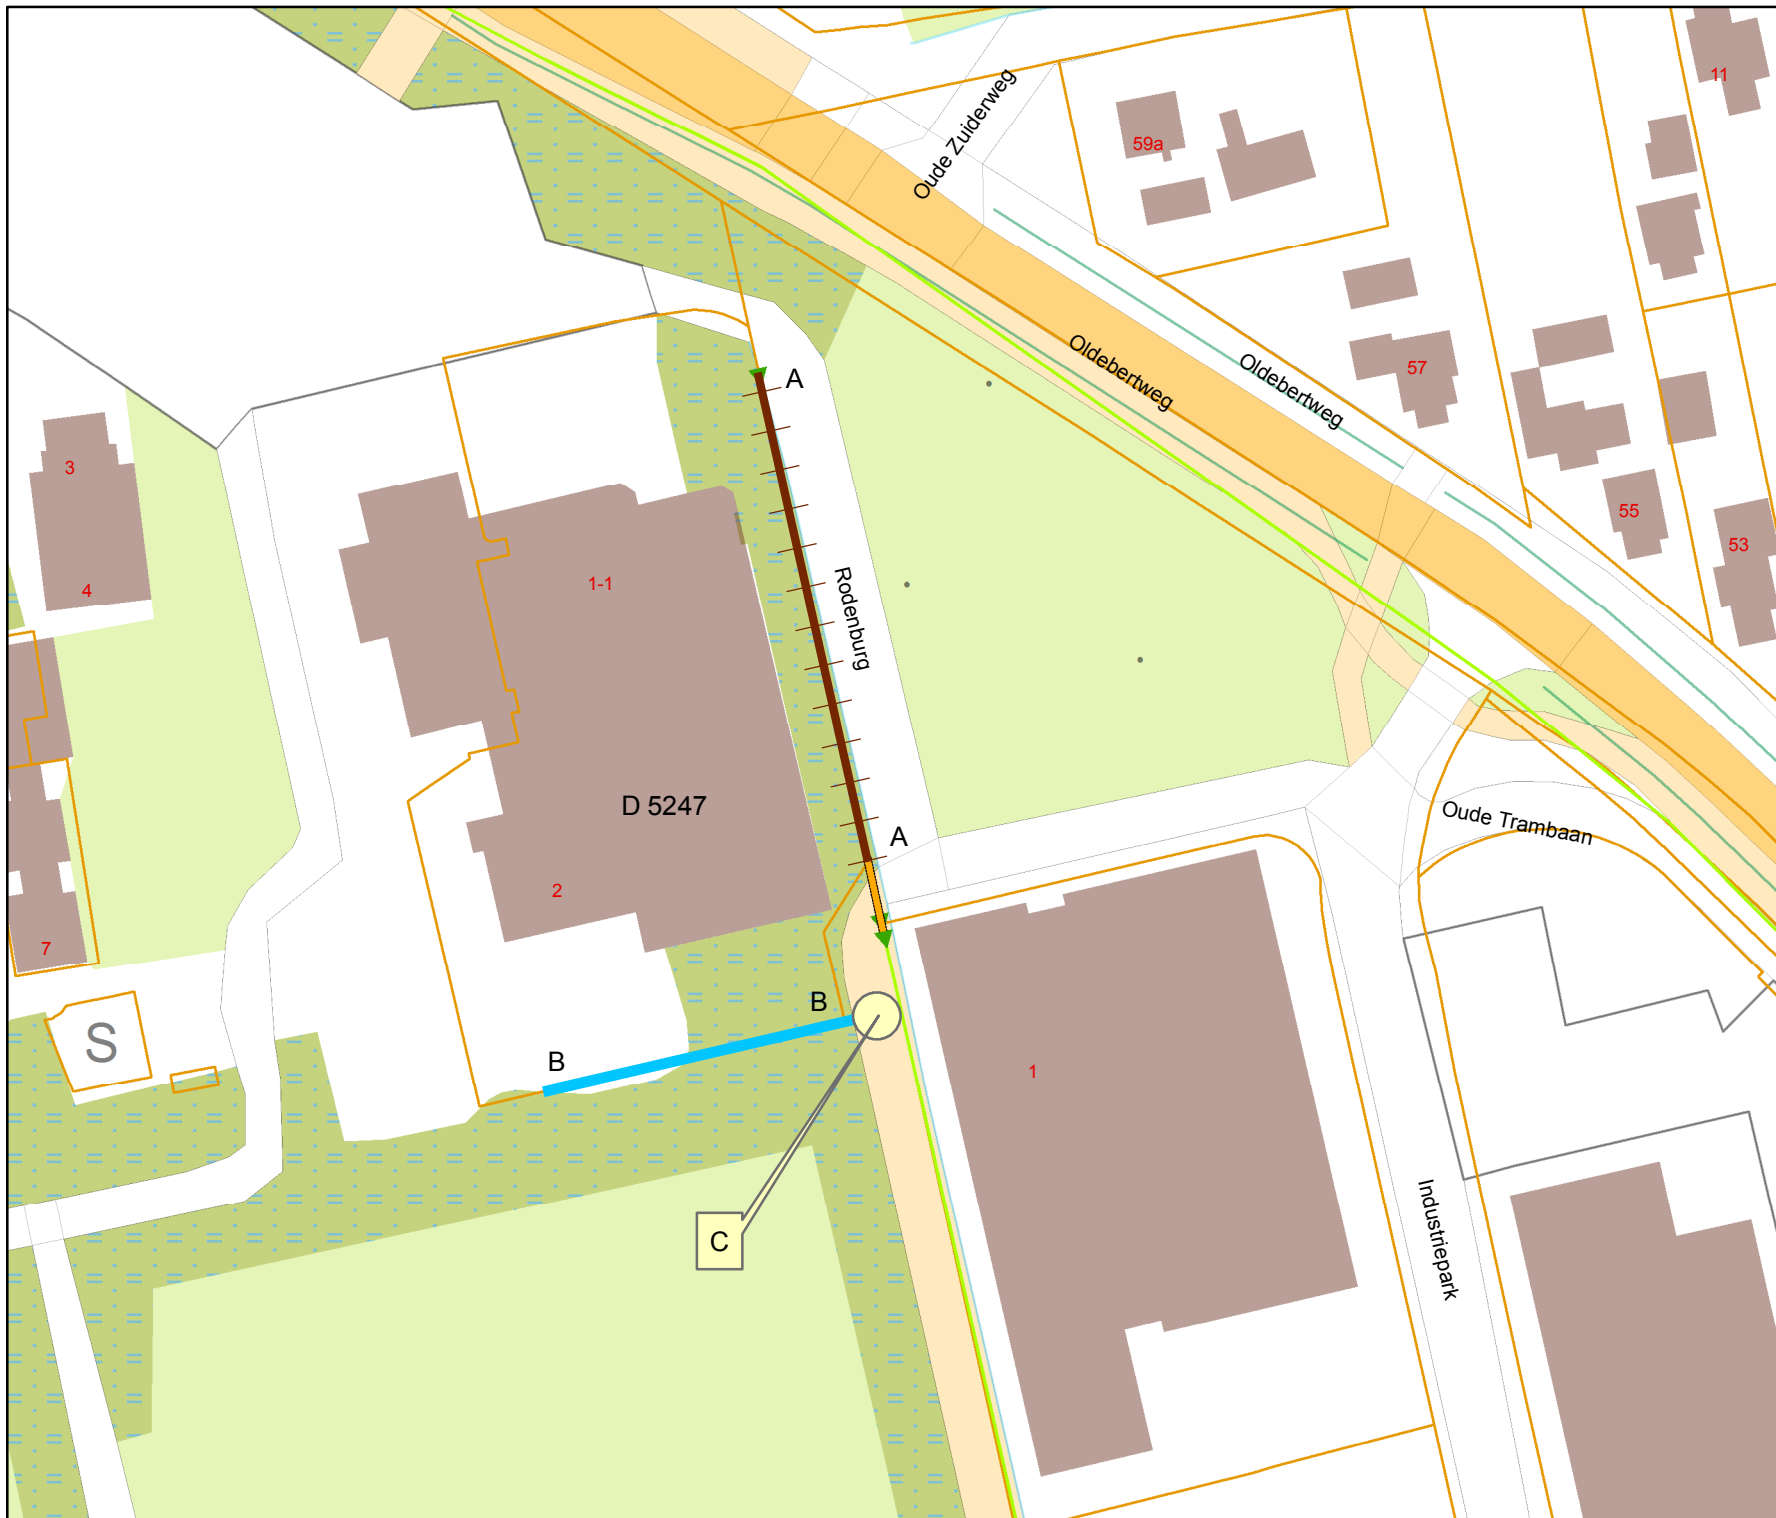 11
Oude Zuiderweg
59a
Oldebertweg
Oldebertweg
57
A
3
55
53
4
1-1
Rodenburg
D 5247
Oude Trambaan
A
2
7
B
S
B
1
C
Industriepark